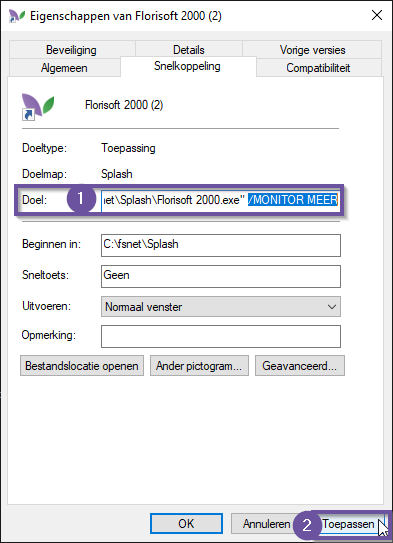 Eigenschappen van Florisoft 2000 (2)
Beveiliging Details Vorige versies
Algemeen Snelkoppeling Compatibiliteit
Florisoft 2000 (2)
Doeltype: Toepassing
Doelmap: Splash
Doel: 1 et\Splash\Florisoft 2000.exe" /MONITOR MEER
Beginnen in: C:\fsnet\Splash
Sneltoets: Geen
Uitvoeren: Normaal venster
Opmerking:
Bestandslocatie openen Ander pictogram... Geavanceerd...
OK Annuleren 2 Toepassen